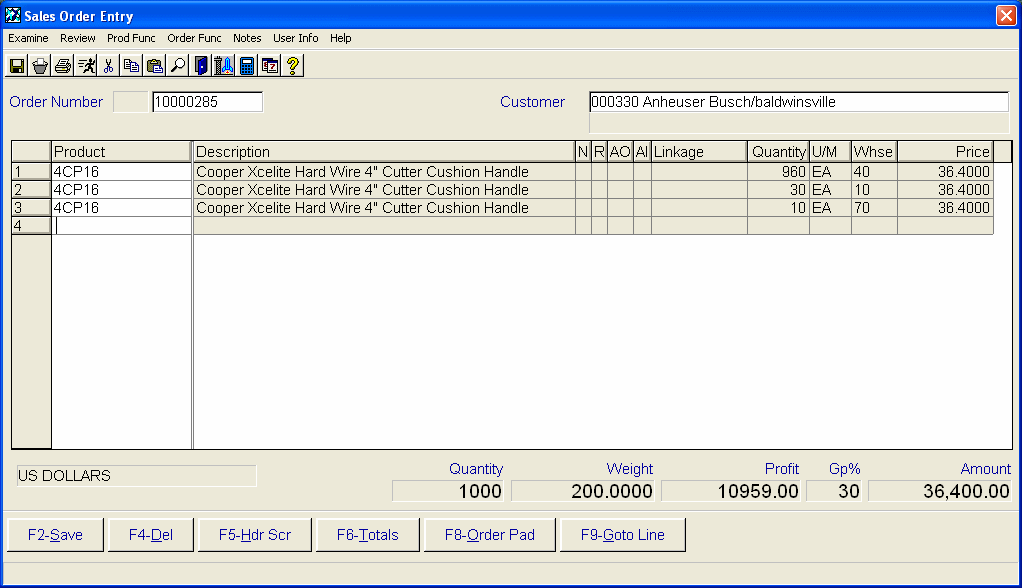 Sales Order Entry
Examine Review Prod Func Order Func Notes User Info Help
Order Number 10000285 Customer 000330 Anheuser Busch/baldwinsville
Product Description N R AO AI Linkage Quantity U/M Whse Price
1 4CP16 Cooper Xcelite Hard Wire 4" Cutter Cushion Handle 960 EA 40 36.4000
2 4CP16 Cooper Xcelite Hard Wire 4" Cutter Cushion Handle 30 EA 10 36.4000
3 4CP16 Cooper Xcelite Hard Wire 4" Cutter Cushion Handle 10 EA 70 36.4000
4
Quantity Weight Profit Gp% Amount
US DOLLARS 1000 200.0000 10959.00 30 36,400.00
F2-Save F4-Del F5-Hdr Scr F6-Totals F8-Order Pad F9-Goto Line